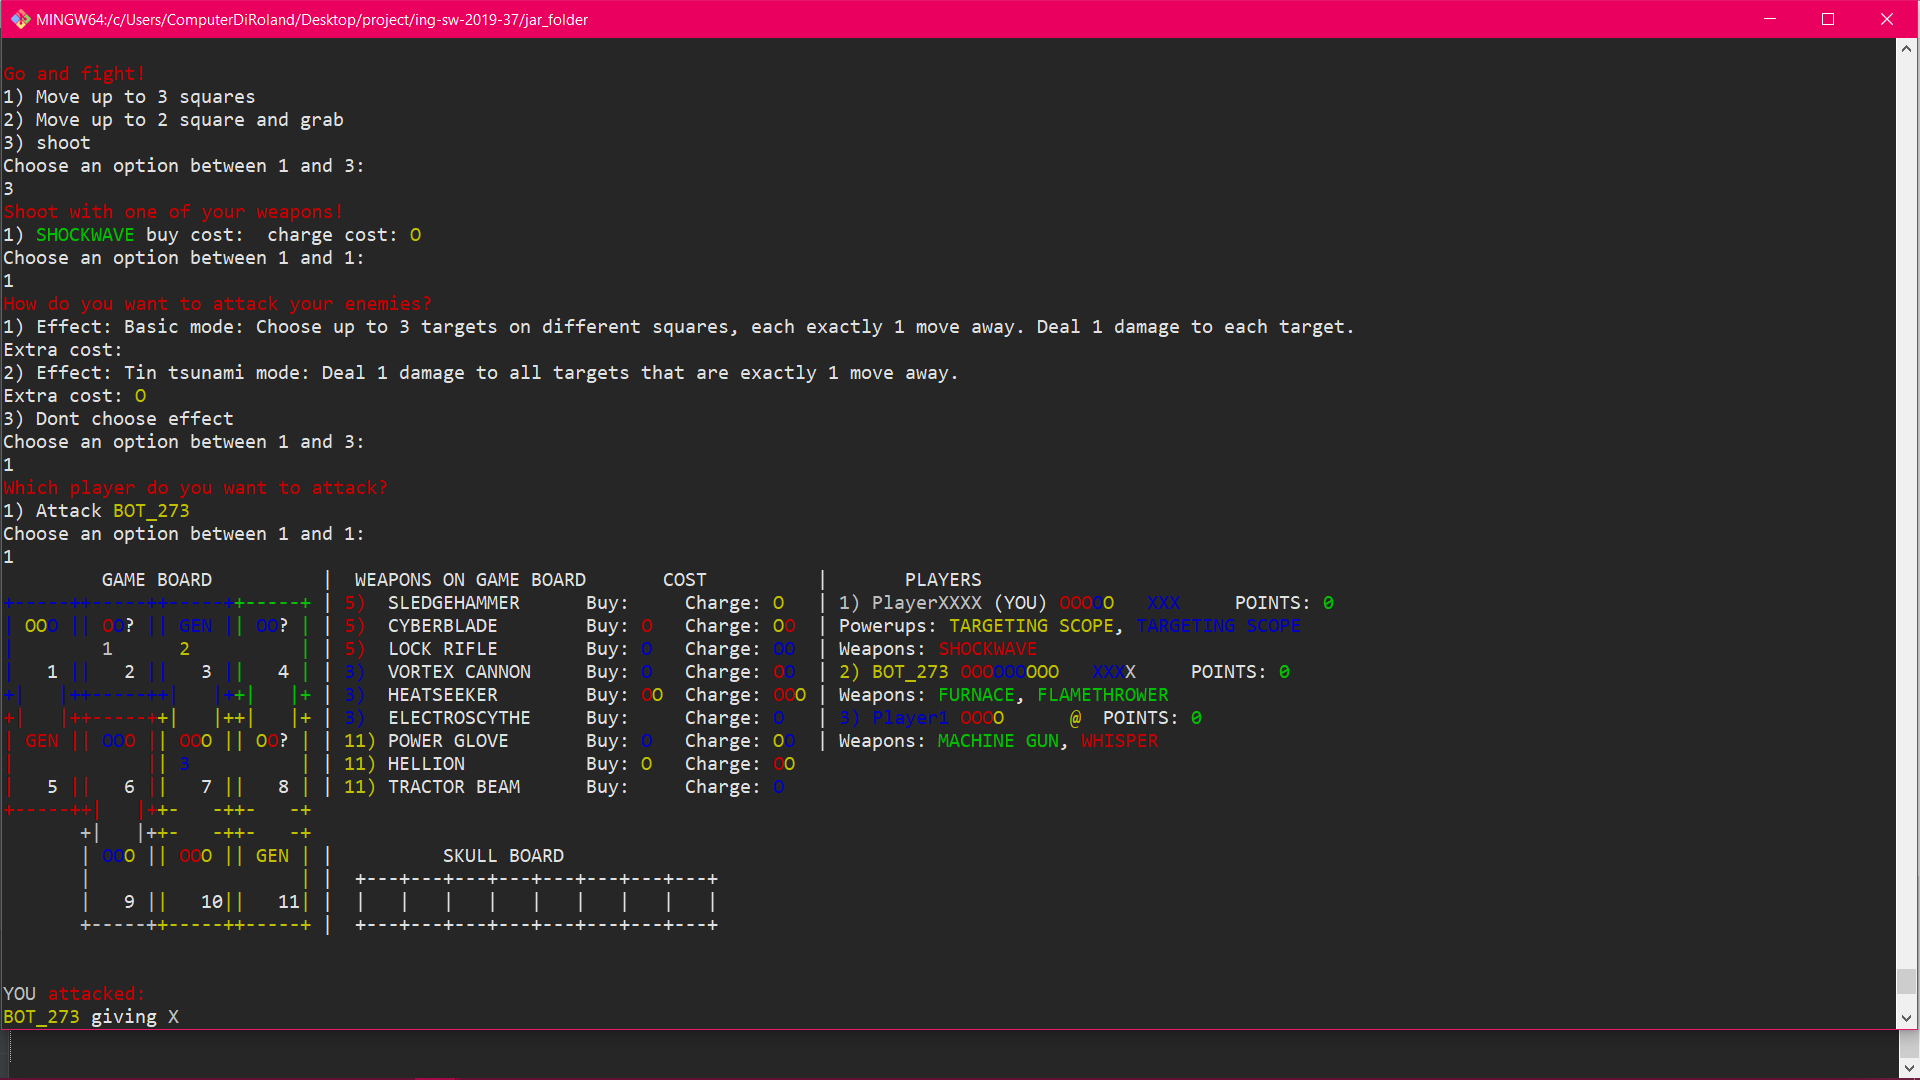 MINGW64:/c/Users/ComputerDiRoland/Desktop/project/ing-sw-2019-37/jar_folder
Go and fight!
1) Move up to 3 squares
2) Move up to 2 square and grab
3) shoot
Choose an option between 1 and 3:
3
Shoot with one of your weapons!
1) SHOCKWAVE buy cost:  charge cost: O
Choose an option between 1 and 1:
1
How do you want to attack your enemies?
1) Effect: Basic mode: Choose up to 3 targets on different squares, each exactly 1 move away. Deal 1 damage to each target.
Extra cost:
2) Effect: Tin tsunami mode: Deal 1 damage to all targets that are exactly 1 move away.
Extra cost: O
3) Dont choose effect
Choose an option between 1 and 3:
1
Which player do you want to attack?
1) Attack BOT_273
Choose an option between 1 and 1:
1
         GAME BOARD          |  WEAPONS ON GAME BOARD       COST          |       PLAYERS
+-----++-----++-----++-----+ | 5)  SLEDGEHAMMER      Buy:     Charge: O   | 1) PlayerXXXX (YOU) OOOOO   XXX     POINTS: 0
| OOO || OO? || GEN || OO? | | 5)  CYBERBLADE        Buy: O   Charge: OO  | Powerups: TARGETING SCOPE, TARGETING SCOPE
|        1      2          | | 5)  LOCK RIFLE        Buy: O   Charge: OO  | Weapons: SHOCKWAVE
|   1 ||   2 ||   3 ||   4 | | 3)  VORTEX CANNON     Buy: O   Charge: OO  | 2) BOT_273 OOOOOOOOO   XXXX     POINTS: 0
+|   |++-----++|   |++|   |+ | 3)  HEATSEEKER        Buy: OO  Charge: OOO | Weapons: FURNACE, FLAMETHROWER
+|   |++-----++|   |++|   |+ | 3)  ELECTROSCYTHE     Buy:     Charge: O   | 3) Player1 OOOO      @  POINTS: 0
| GEN || OOO || OOO || OO? | | 11) POWER GLOVE       Buy: O   Charge: OO  | Weapons: MACHINE GUN, WHISPER
|            || 3          | | 11) HELLION           Buy: O   Charge: OO
|   5 ||   6 ||   7 ||   8 | | 11) TRACTOR BEAM      Buy:     Charge: O
+-----++|   |++-   -++-   -+
       +|   |++-   -++-   -+
       | OOO || OOO || GEN | |          SKULL BOARD
       |                   | |  +---+---+---+---+---+---+---+---+
       |   9 ||   10||   11| |  |   |   |   |   |   |   |   |   |
       +-----++-----++-----+ |  +---+---+---+---+---+---+---+---+
YOU attacked:
BOT_273 giving X